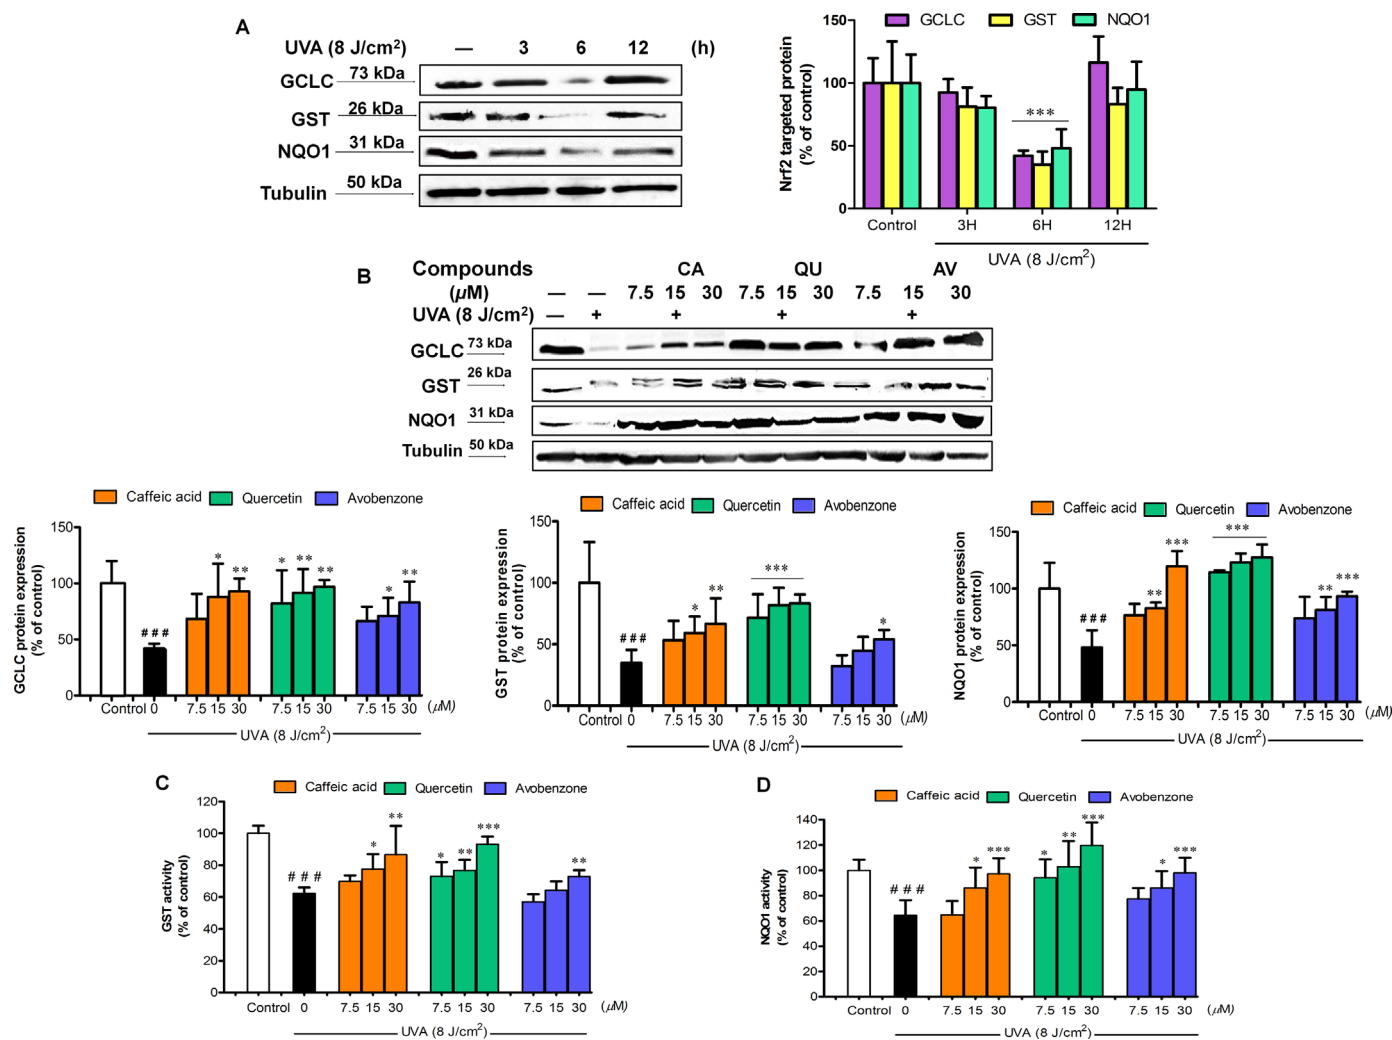 A
UVA (8 J/cm²) — 3 6 12 (h)
GCLC 73 kDa
GST 26 kDa
NQO1 31 kDa
Tubulin 50 kDa
GCLC GST NQO1
Nrf2 targeted protein
(% of control)
150
100
50
0
***
Control 3H 6H 12H
UVA (8 J/cm²)
B
Compounds CA QU AV
(µM) — — 7.5 15 30 7.5 15 30 7.5 15 30
UVA (8 J/cm²) — + + + +
GCLC 73 kDa
GST 26 kDa
NQO1 31 kDa
Tubulin 50 kDa
Caffeic acid Quercetin Avobenzone
GCLC protein expression
(% of control)
150
100
50
0
### * ** * ** ** * **
Control 0 7.5 15 30 7.5 15 30 7.5 15 30 (µM)
UVA (8 J/cm²)
Caffeic acid Quercetin Avobenzone
GST protein expression
(% of control)
150
100
50
0
### * ** *** *
Control 0 7.5 15 30 7.5 15 30 7.5 15 30 (µM)
UVA (8 J/cm²)
Caffeic acid Quercetin Avobenzone
NQO1 protein expression
(% of control)
150
100
50
0
### ** *** *** ** ***
Control 0 7.5 15 30 7.5 15 30 7.5 15 30 (µM)
UVA (8 J/cm²)
C
Caffeic acid Quercetin Avobenzone
GST activity
(% of control)
120
100
80
60
40
20
0
# # # * ** * ** *** **
Control 0 7.5 15 30 7.5 15 30 7.5 15 30 (µM)
UVA (8 J/cm²)
D
Caffeic acid Quercetin Avobenzone
NQO1 activity
(% of control)
140
120
100
80
60
40
20
0
# # # * *** * ** *** * ***
Control 0 7.5 15 30 7.5 15 30 7.5 15 30 (µM)
UVA (8 J/cm²)